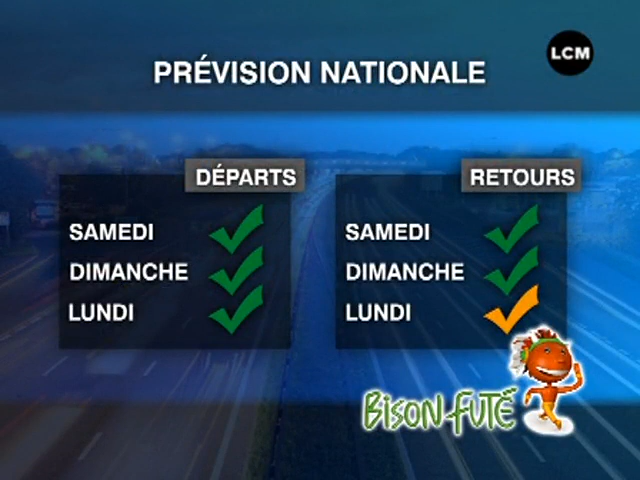 LCM
PRÉVISION NATIONALE
DÉPARTS
SAMEDI
DIMANCHE
LUNDI
RETOURS
SAMEDI
DIMANCHE
LUNDI
BiSON FUTÉ